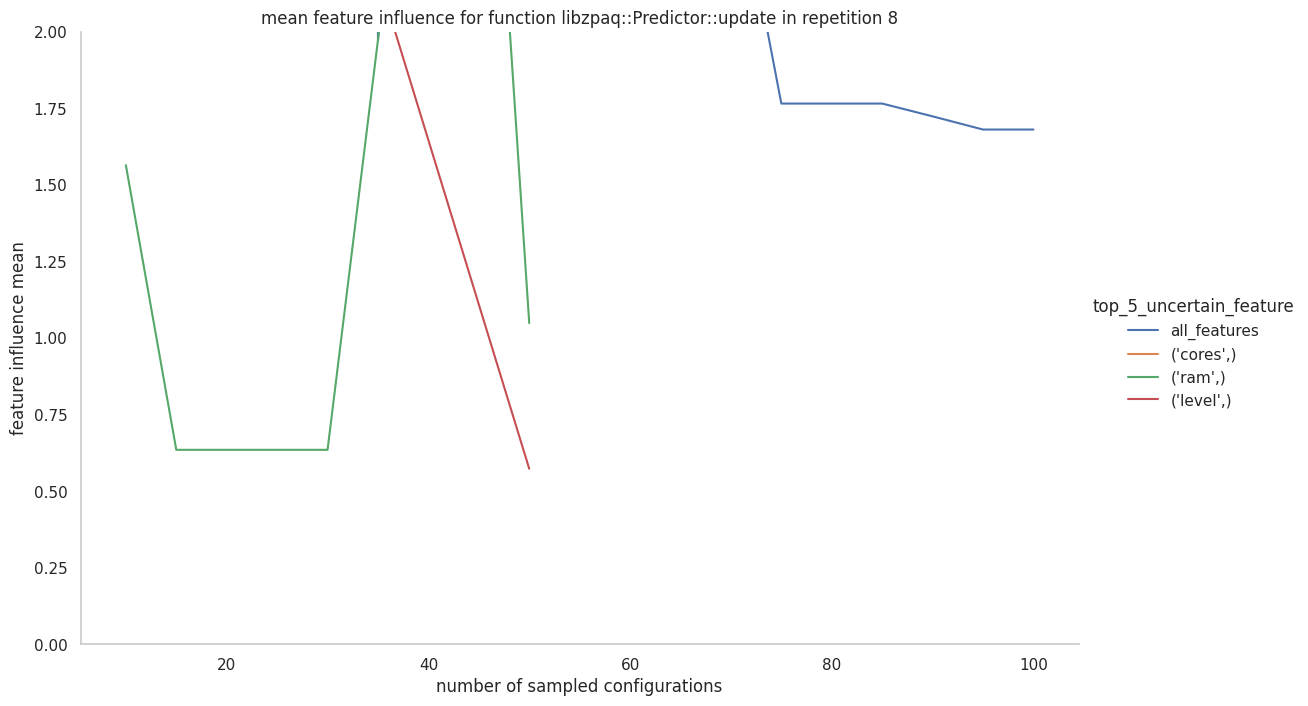 mean feature influence for function libzpaq::Predictor::update in repetition 8
2.00
1.75
1.50
1.25
1.00
0.75
0.50
0.25
0.00
feature influence mean
20
40
60
80
100
number of sampled configurations
top_5_uncertain_feature
all_features
('cores',)
('ram',)
('level',)